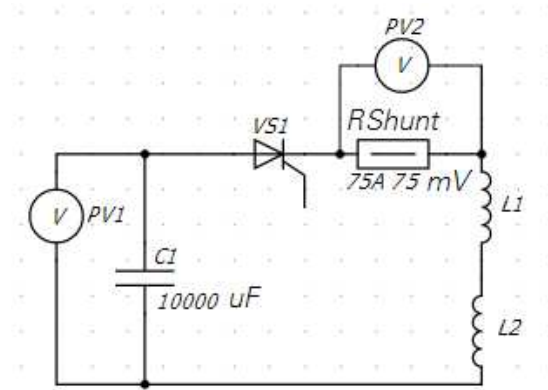 PV2
V
VS1
RShunt
75A 75 mV
V
PV1
L1
C1
10000 uF
L2